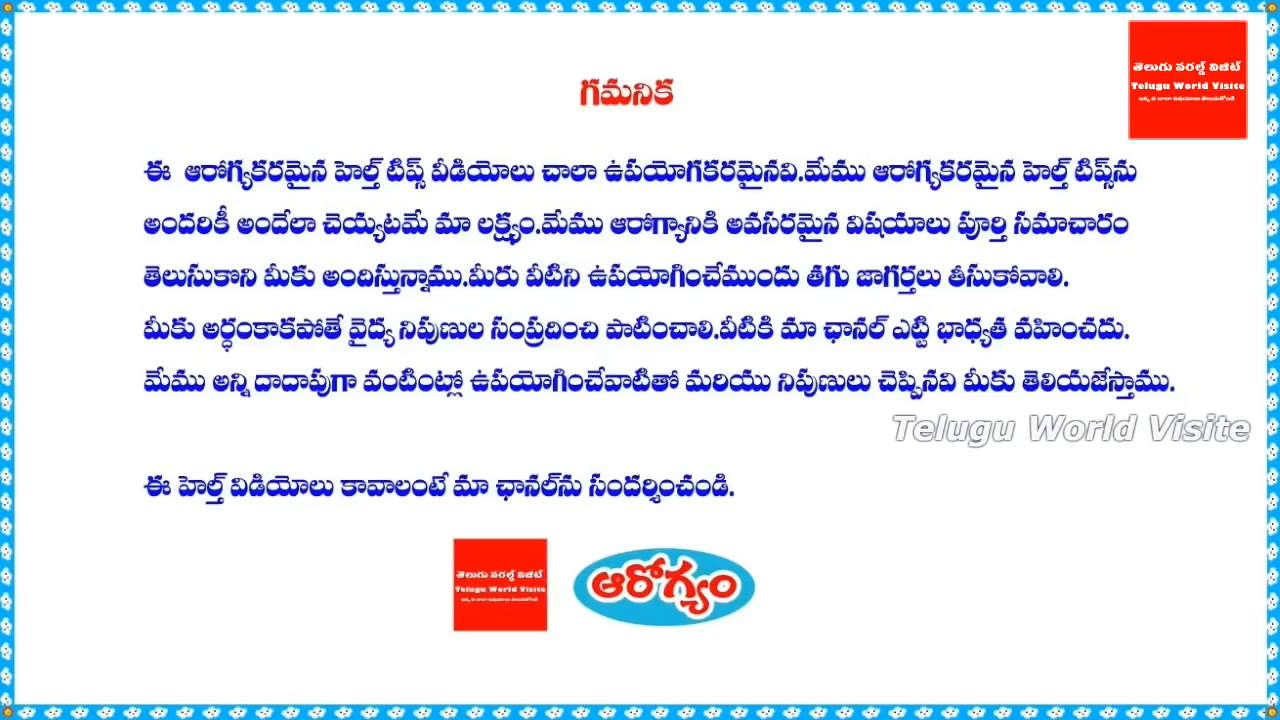 తెలుగు వరల్డ్ విజిట్
Telugu World Visite
గమనిక
ఈ ఆరోగ్యకరమైన హెల్త్ టిప్స్ వీడియోలు చాలా ఉపయోగకరమైనవి.మేము ఆరోగ్యకరమైన హెల్త్ టిప్స్‌ను
అందరికీ అందేలా చెయ్యటమే మా లక్ష్యం.మేము ఆరోగ్యానికి అవసరమైన విషయాలు పూర్తి సమాచారం
తెలుసుకొని మీకు అందిస్తున్నాము.మీరు వీటిని ఉపయోగించేముందు తగు జాగర్తలు తీసుకోవాలి.
మీకు అర్ధంకాకపోతే వైద్య నిపుణుల సంప్రదించి పాటించాలి.వీటికి మా ఛానల్ ఎట్టి భాధ్యత వహించదు.
మేము అన్ని దాదాపుగా వంటింట్లో ఉపయోగించేవాటితో మరియు నిపుణులు చెప్పినవి మీకు తెలియజేస్తాము.
Telugu World Visite
ఈ హెల్త్ విడియోలు కావాలంటే మా ఛానల్‌ను సందర్శించండి.
తెలుగు వరల్డ్ విజిట్
Telugu World Visite
ఆరోగ్యం